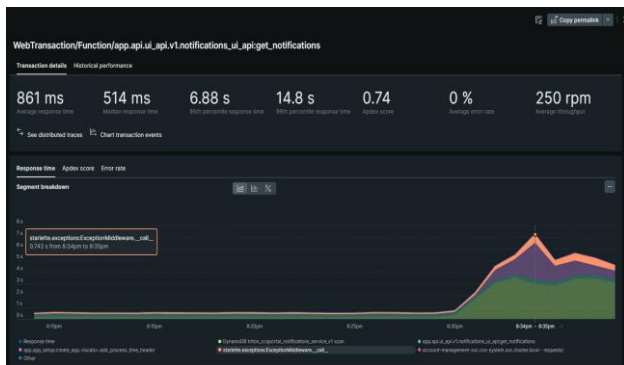 Copy permalink
WebTransaction/Function/app.api.ui_api.v1.notifications_ui_api:get_notifications
Transaction details Historical performance
861 ms 514 ms 6.88 s 14.8 s 0.74 0 % 250 rpm
Average response time Median response time 95th percentile response time 99th percentile response time Apdex score Average error rate Average throughput
See distributed traces Chart transaction events
Response time Apdex score Error rate
Segment breakdown
8 s
7 s
starlette.exceptions:ExceptionMiddleware.__call__
0.743 s from 8:34pm to 8:35pm
6 s
5 s
4 s
3 s
2 s
1 s
0 s
8:10pm 8:15pm 8:20pm 8:25pm 8:30pm 8:34pm - 8:35pm
Response time DynamoDB scan app.api.ui_api.v1.notifications_ui_api:get_notifications
starlette.exceptions:ExceptionMiddleware.__call__
Other